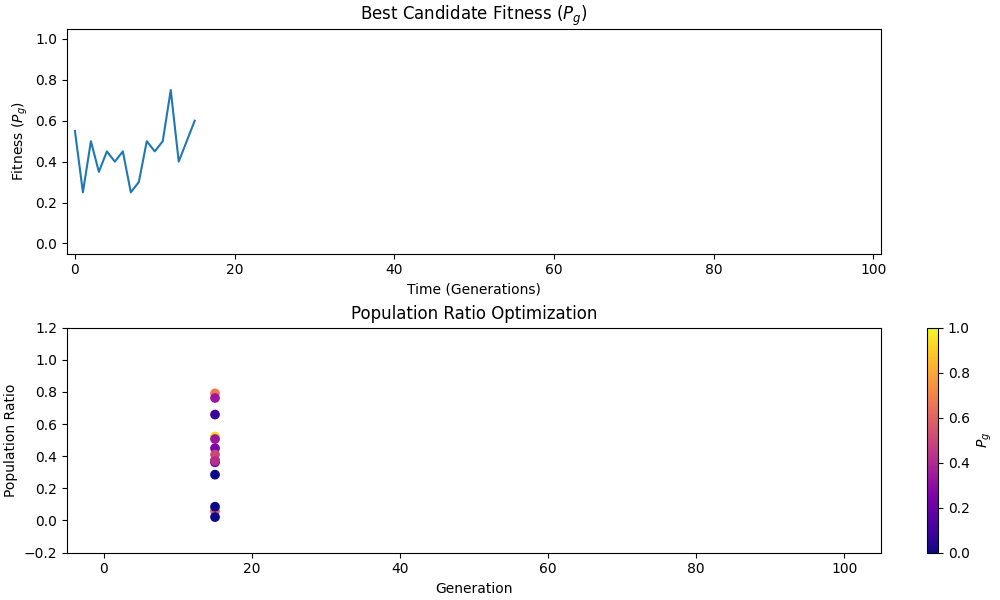 Best Candidate Fitness ($P_g$)
1.0
0.8
0.6
0.4
0.2
0.0
Fitness ($P_g$)
0 20 40 60 80 100
Time (Generations)
Population Ratio Optimization
1.2
1.0
0.8
0.6
0.4
0.2
0.0
−0.2
Population Ratio
0 20 40 60 80 100
Generation
1.0
0.8
0.6
0.4
0.2
0.0
$P_g$